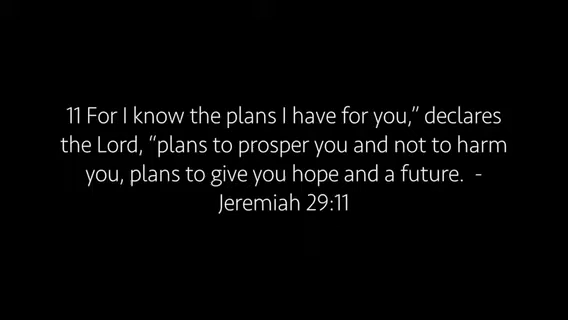 11 For I know the plans I have for you,” declares
the Lord, “plans to prosper you and not to harm
you, plans to give you hope and a future.  -
Jeremiah 29:11